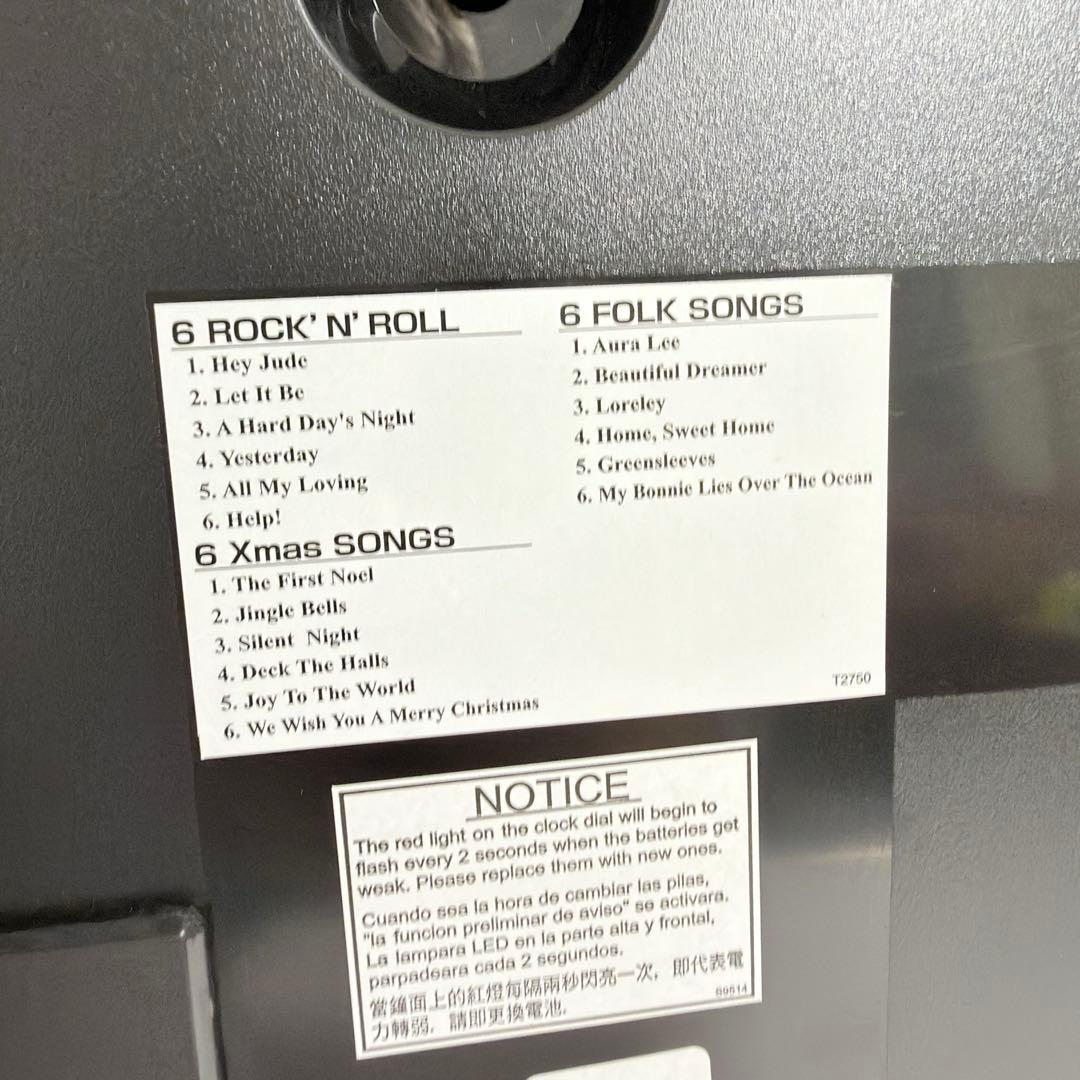 6 ROCK' N' ROLL
1. Hey Jude
2. Let It Be
3. A Hard Day's Night
4. Yesterday
5. All My Loving
6. Help!
6 Xmas SONGS
1. The First Noel
2. Jingle Bells
3. Silent Night
4. Deck The Halls
5. Joy To The World
6. We Wish You A Merry Christmas
6 FOLK SONGS
1. Aura Lee
2. Beautiful Dreamer
3. Loreley
4. Home, Sweet Home
5. Greensleeves
6. My Bonnie Lies Over The Ocean
T2750
NOTICE
The red light on the clock dial will begin to
flash every 2 seconds when the batteries get
weak. Please replace them with new ones.
Cuando sea la hora de cambiar las pilas,
"la funcion preliminar de aviso" se activara.
La lampara LED en la parte alta y frontal,
parpadeara cada 2 segundos.
當鐘面上的紅燈每隔兩秒閃亮一次, 即代表電
力轉弱, 請即更換電池.
S9514